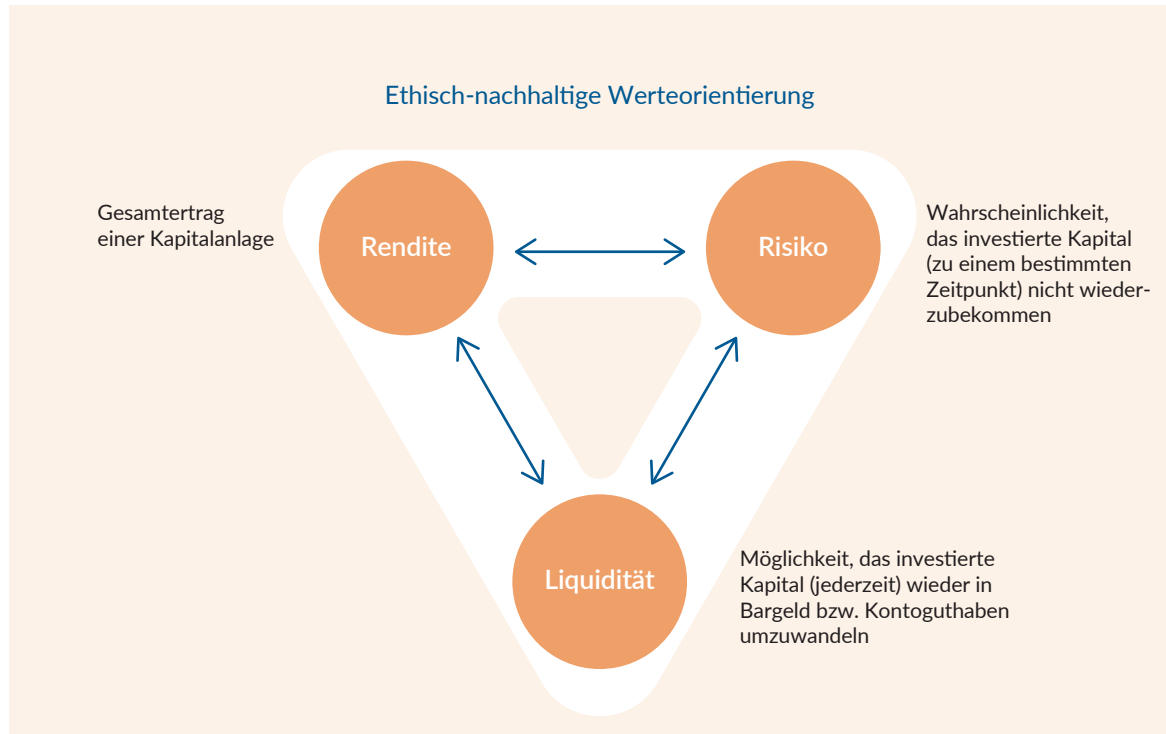 Ethisch-nachhaltige Werteorientierung
Gesamtertrag
einer Kapitalanlage
Rendite
Risiko
Wahrscheinlichkeit,
das investierte Kapital
(zu einem bestimmten
Zeitpunkt) nicht wieder-
zubekommen
Liquidität
Möglichkeit, das investierte
Kapital (jederzeit) wieder in
Bargeld bzw. Kontoguthaben
umzuwandeln